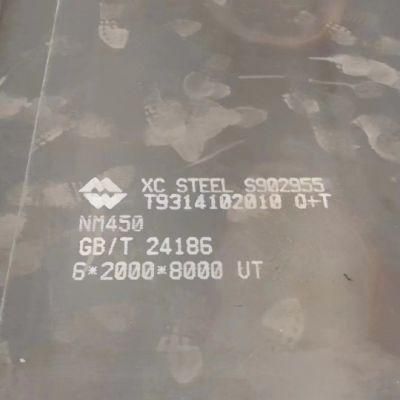 XC STEEL S902955
T9314102010 Q+T
NM450
GB/T 24186
6*2000*8000 UT